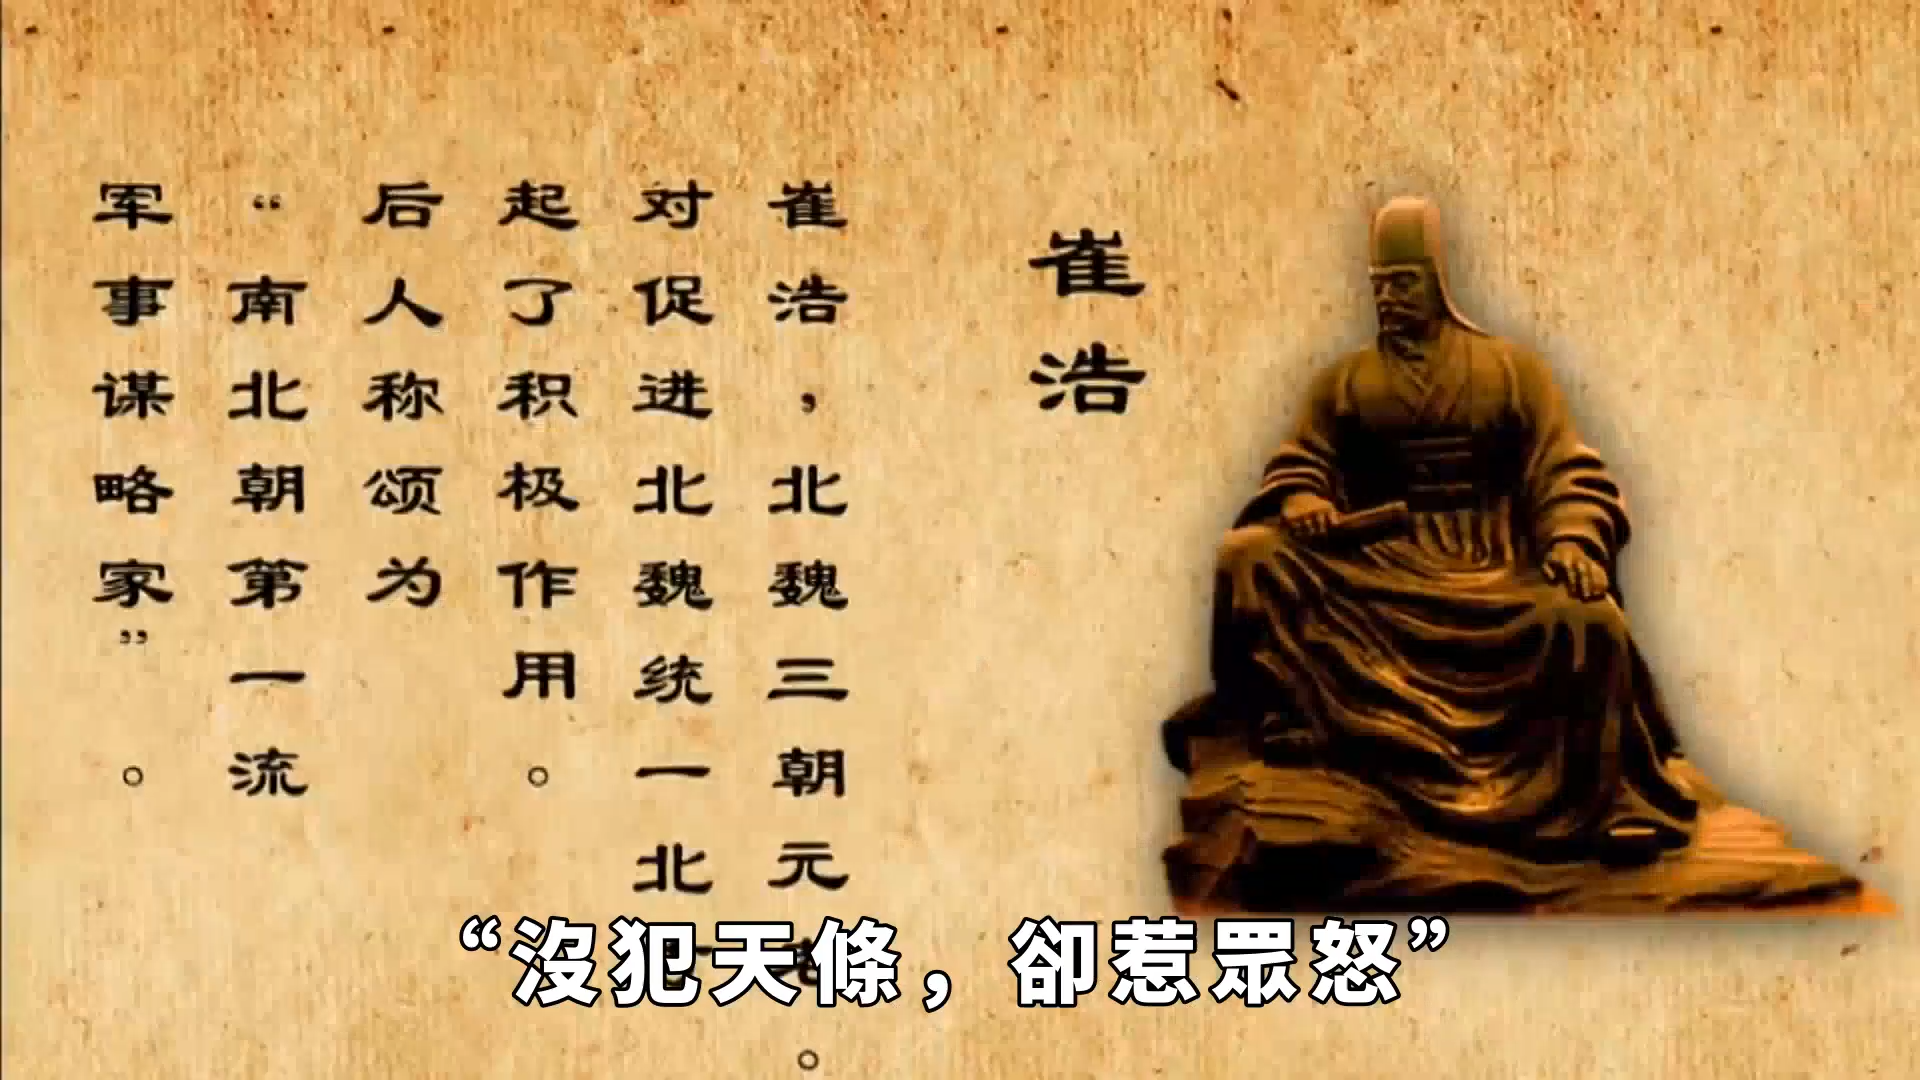 崔浩
崔浩，北魏三朝元老。
对促进北魏统一北
起了积极作用。
后人称颂为
“南北朝第一流
军事谋略家”。
“沒犯天條，卻惹眾怒”